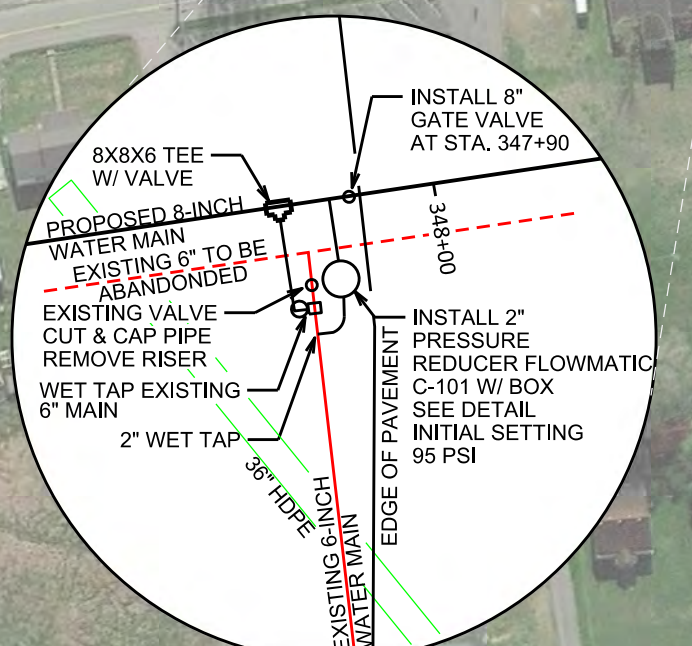 INSTALL 8"
GATE VALVE
AT STA. 347+90
8X8X6 TEE
W/ VALVE
PROPOSED 8-INCH
WATER MAIN
348+00
EXISTING 6" TO BE
ABANDONDED
EXISTING VALVE
CUT & CAP PIPE
REMOVE RISER
INSTALL 2"
PRESSURE
REDUCER FLOWMATIC
C-101 W/ BOX
SEE DETAIL
INITIAL SETTING
95 PSI
WET TAP EXISTING
6" MAIN
2" WET TAP
EDGE OF PAVEMENT
36" HDPE
EXISTING 6-INCH
WATER MAIN